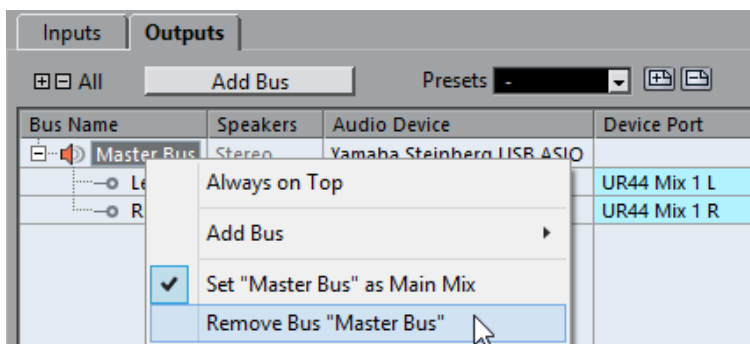 Inputs Outputs
All Add Bus Presets -
Bus Name Speakers Audio Device Device Port
Master Bus Stereo Yamaha Steinberg USB ASIO
Always on Top UR44 Mix 1 L
R UR44 Mix 1 R
Add Bus
Set "Master Bus" as Main Mix
Remove Bus "Master Bus"